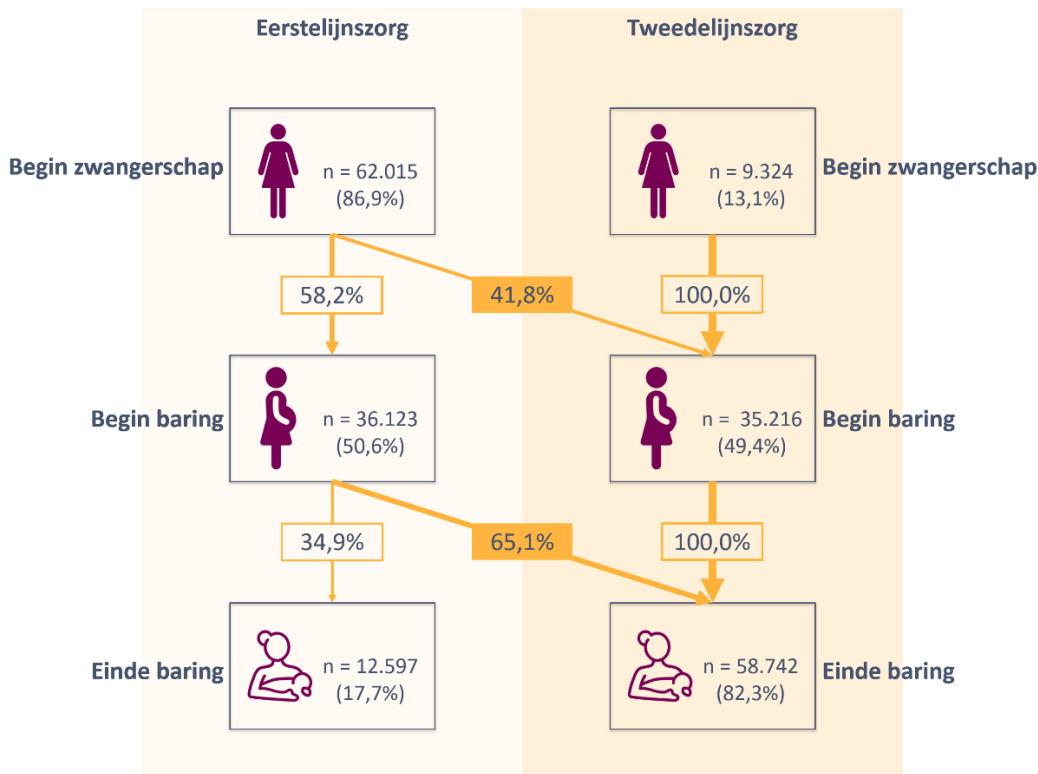 Eerstelijnszorg
Tweedelijnszorg
Begin zwangerschap
n = 62.015
(86,9%)
n = 9.324
(13,1%)
Begin zwangerschap
58,2%
41,8%
100,0%
Begin baring
n = 36.123
(50,6%)
n = 35.216
(49,4%)
Begin baring
34,9%
65,1%
100,0%
Einde baring
n = 12.597
(17,7%)
n = 58.742
(82,3%)
Einde baring